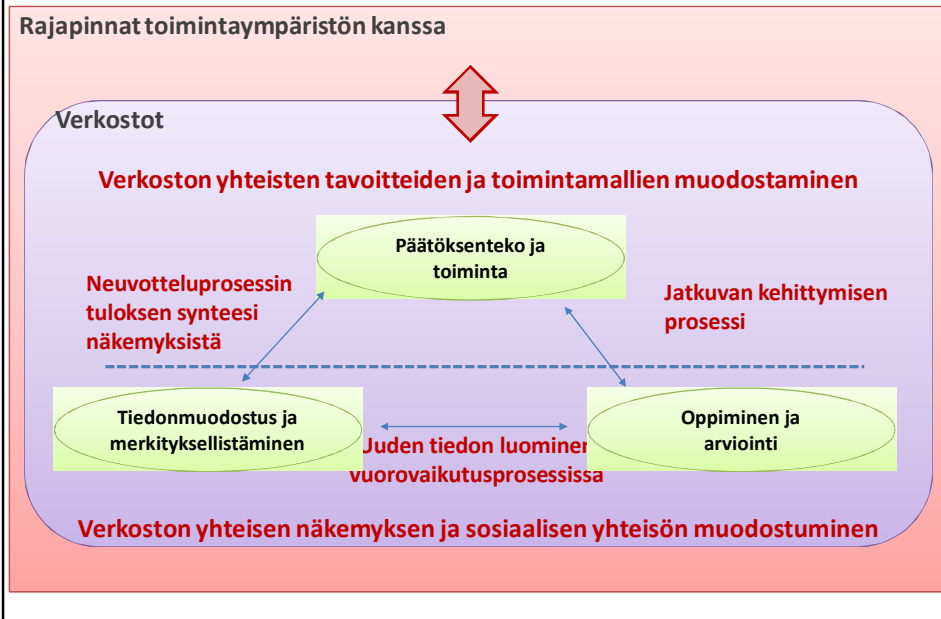 Rajapinnat toimintaympäristön kanssa
Verkostot
Verkoston yhteisten tavoitteiden ja toimintamallien muodostaminen
Päätöksenteko ja
toiminta
Neuvotteluprosessin
tuloksen synteesi
näkemyksistä
Jatkuvan kehittymisen
prosessi
Tiedonmuodostus ja
merkityksellistäminen
Oppiminen ja
arviointi
Uuden tiedon luominen
vuorovaikutusprosessissa
Verkoston yhteisen näkemyksen ja sosiaalisen yhteisön muodostuminen